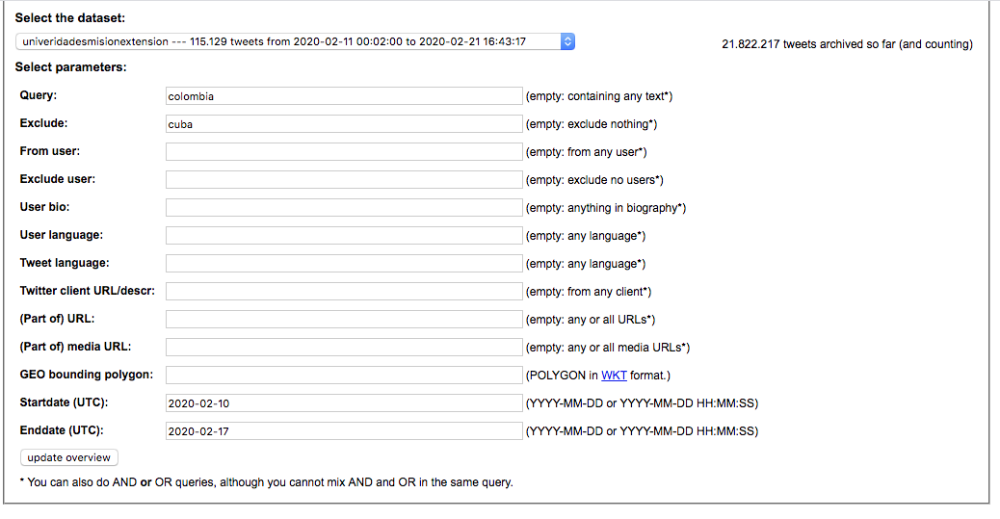 Select the dataset:
univeridadesmisionextension --- 115.129 tweets from 2020-02-11 00:02:00 to 2020-02-21 16:43:17
21.822.217 tweets archived so far (and counting)
Select parameters:
Query: colombia (empty: containing any text*)
Exclude: cuba (empty: exclude nothing*)
From user: (empty: from any user*)
Exclude user: (empty: exclude no users*)
User bio: (empty: anything in biography*)
User language: (empty: any language*)
Tweet language: (empty: any language*)
Twitter client URL/descr: (empty: from any client*)
(Part of) URL: (empty: any or all URLs*)
(Part of) media URL: (empty: any or all media URLs*)
GEO bounding polygon: (POLYGON in WKT format.)
Startdate (UTC): 2020-02-10 (YYYY-MM-DD or YYYY-MM-DD HH:MM:SS)
Enddate (UTC): 2020-02-17 (YYYY-MM-DD or YYYY-MM-DD HH:MM:SS)
update overview
* You can also do AND or OR queries, although you cannot mix AND and OR in the same query.